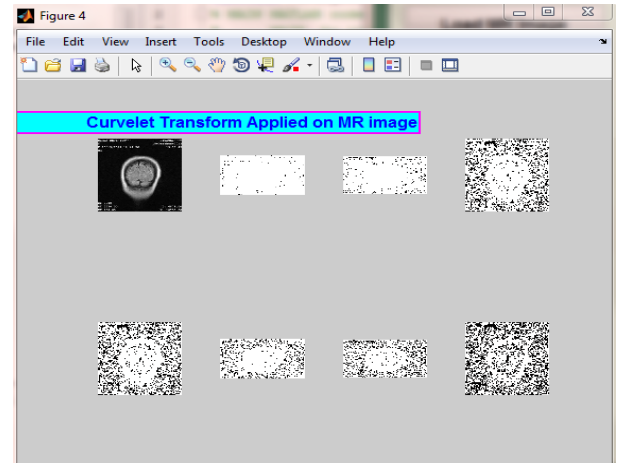 Figure 4
File Edit View Insert Tools Desktop Window Help
Curvelet Transform Applied on MR image